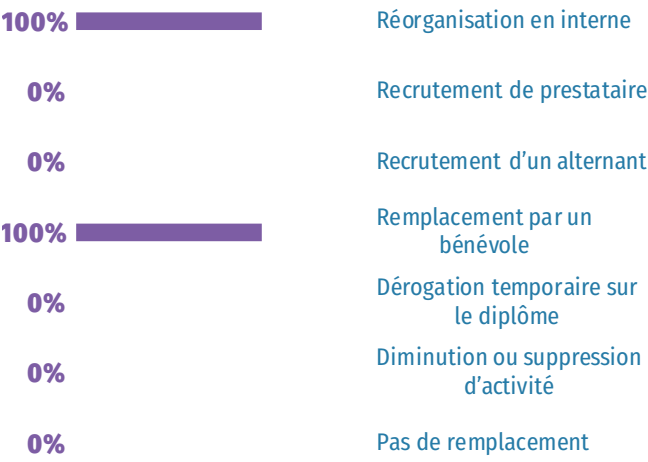 100% Réorganisation en interne
0% Recrutement de prestataire
0% Recrutement d'un alternant
100% Remplacement par un
bénévole
0% Dérogation temporaire sur
le diplôme
0% Diminution ou suppression
d'activité
0% Pas de remplacement